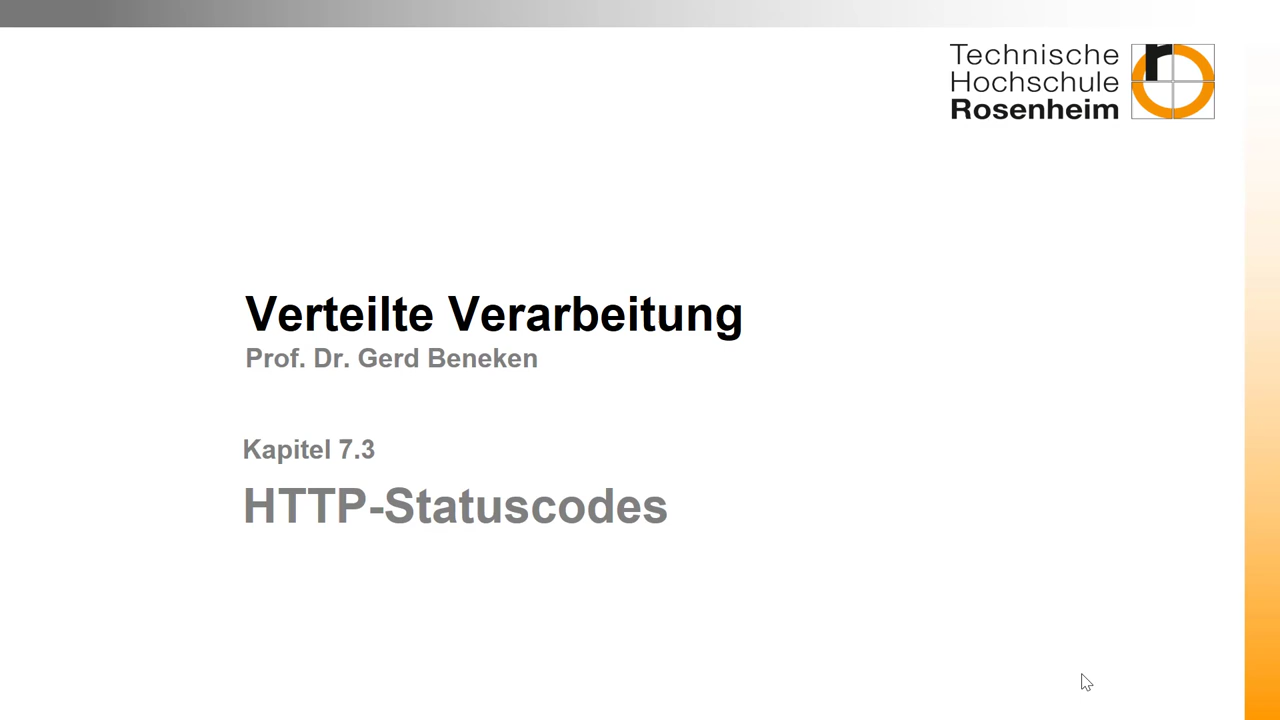 Technische
Hochschule
Rosenheim
Verteilte Verarbeitung
Prof. Dr. Gerd Beneken
Kapitel 7.3
HTTP-Statuscodes